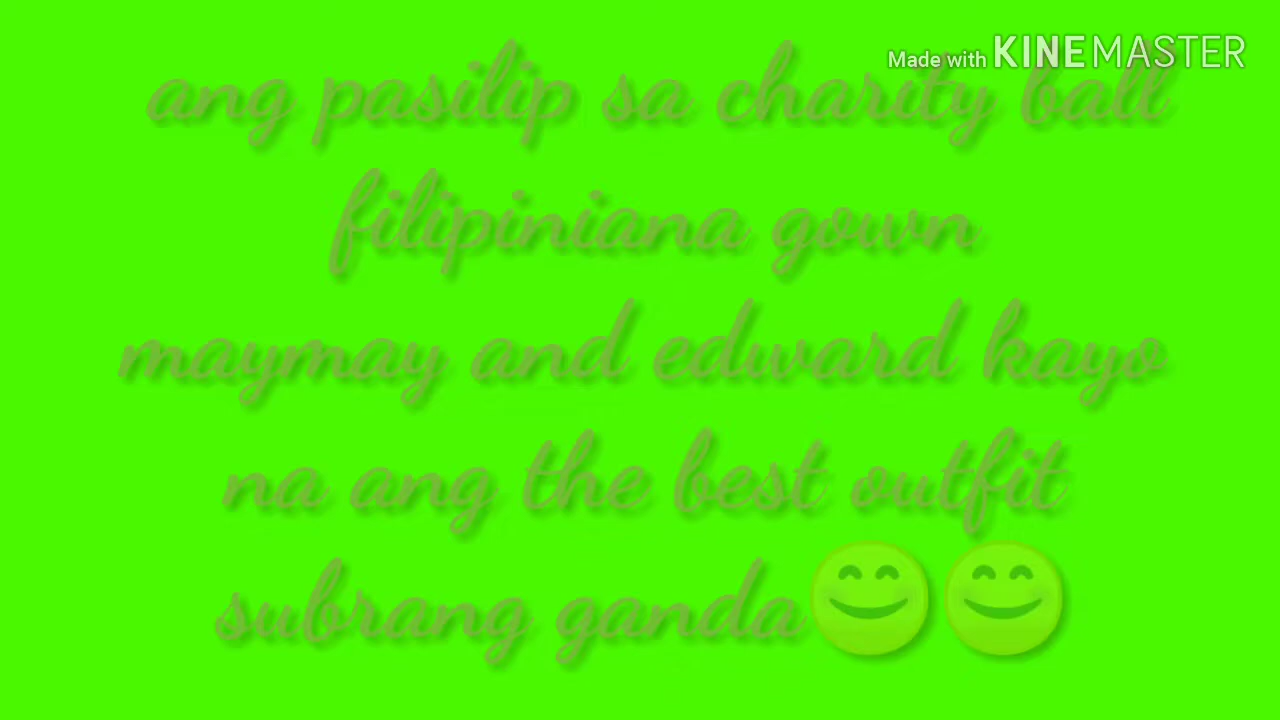 Made with KINEMASTER
ang pasilip sa charity ball
filipiniana gown
maymay and edward kayo
na ang the best outfit
subrang ganda😊😊